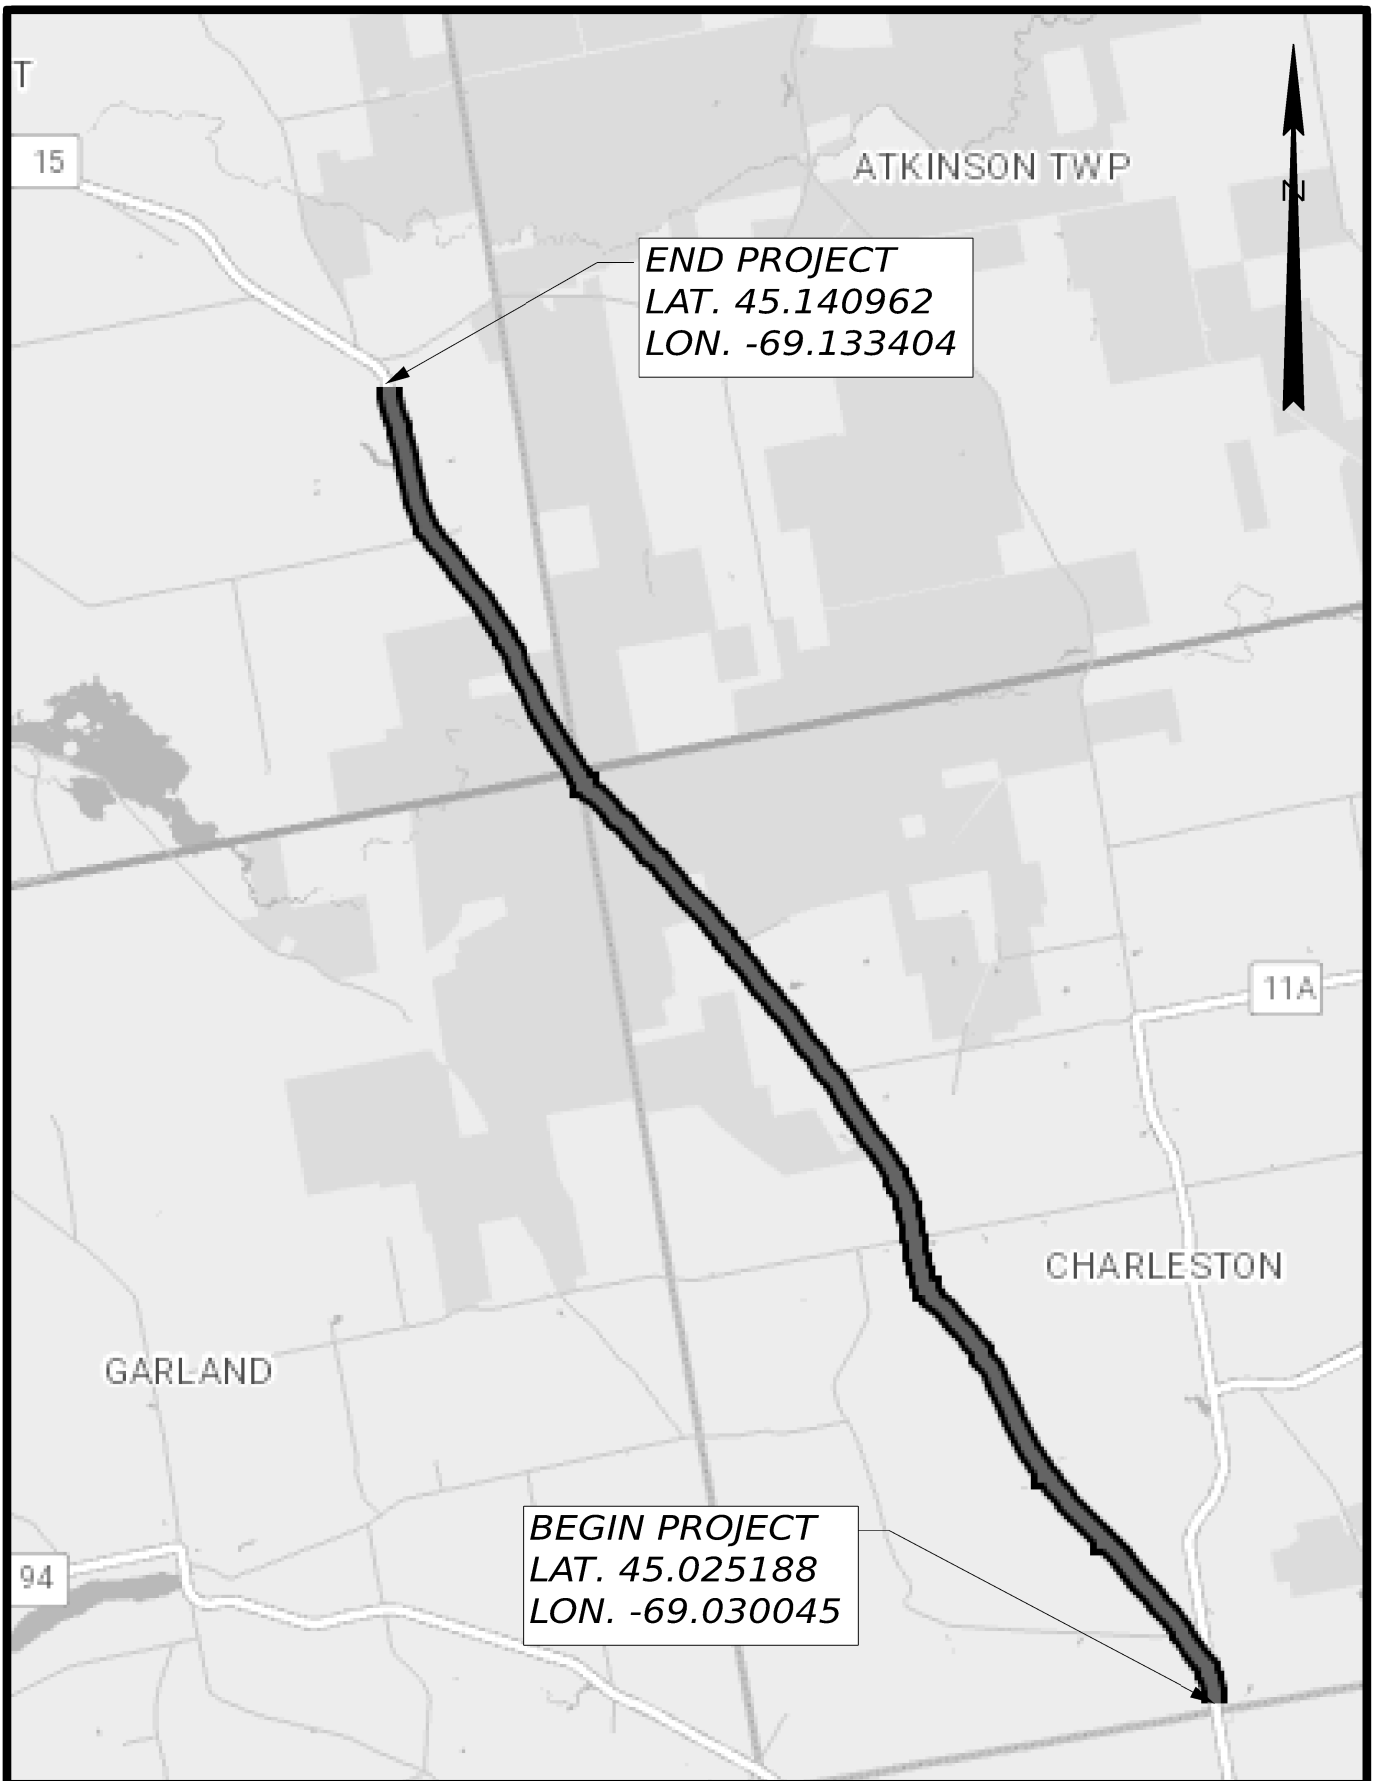 T
15
ATKINSON TWP
N
END PROJECT
LAT. 45.140962
LON. -69.133404
11A
CHARLESTON
GARLAND
BEGIN PROJECT
LAT. 45.025188
LON. -69.030045
94